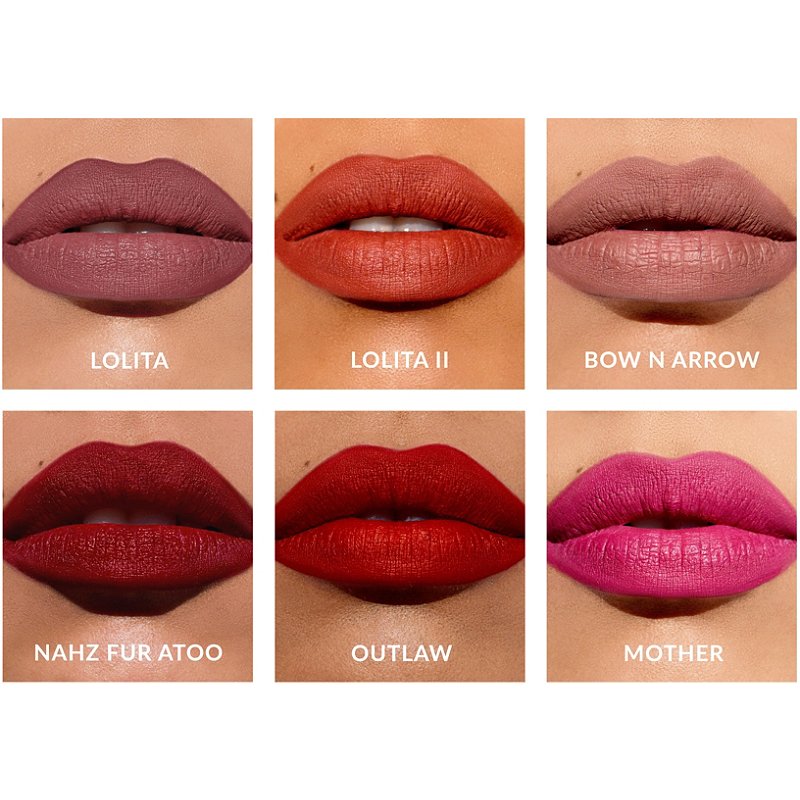 LOLITA
LOLITA II
BOW N ARROW
NAHZ FUR ATOO
OUTLAW
MOTHER